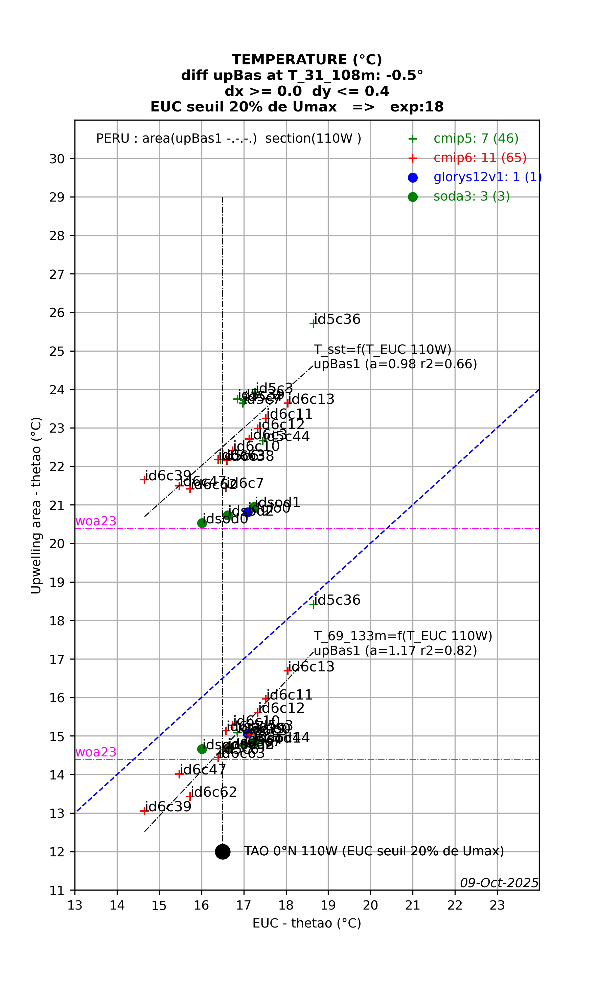 TEMPERATURE (°C)
diff upBas at T_31_108m: -0.5°
dx >= 0.0  dy <= 0.4
EUC seuil 20% de Umax   =>   exp:18
PERU : area(upBas1 -.-.-.)  section(110W )
cmip5: 7 (46)
cmip6: 11 (65)
glorys12v1: 1 (1)
soda3: 3 (3)
30
29
28
27
26
25
24
23
22
21
20
19
18
17
16
15
14
13
12
11
Upwelling area - thetao (°C)
id5c36
T_sst=f(T_EUC 110W)
upBas1 (a=0.98 r2=0.66)
id5c3
id5c7
id6c13
id6c11
id6c12
id6c3
id5c44
id6c10
id6c39
id6c47
id6c62
id6c7
idsod1
idglo0
idsod2
idsod0
woa23
id5c36
T_69_133m=f(T_EUC 110W)
upBas1 (a=1.17 r2=0.82)
id6c13
id6c11
id6c12
id6c10
id6c63
woa23
id6c47
id6c62
id6c39
TAO 0°N 110W (EUC seuil 20% de Umax)
09-Oct-2025
13 14 15 16 17 18 19 20 21 22 23
EUC - thetao (°C)